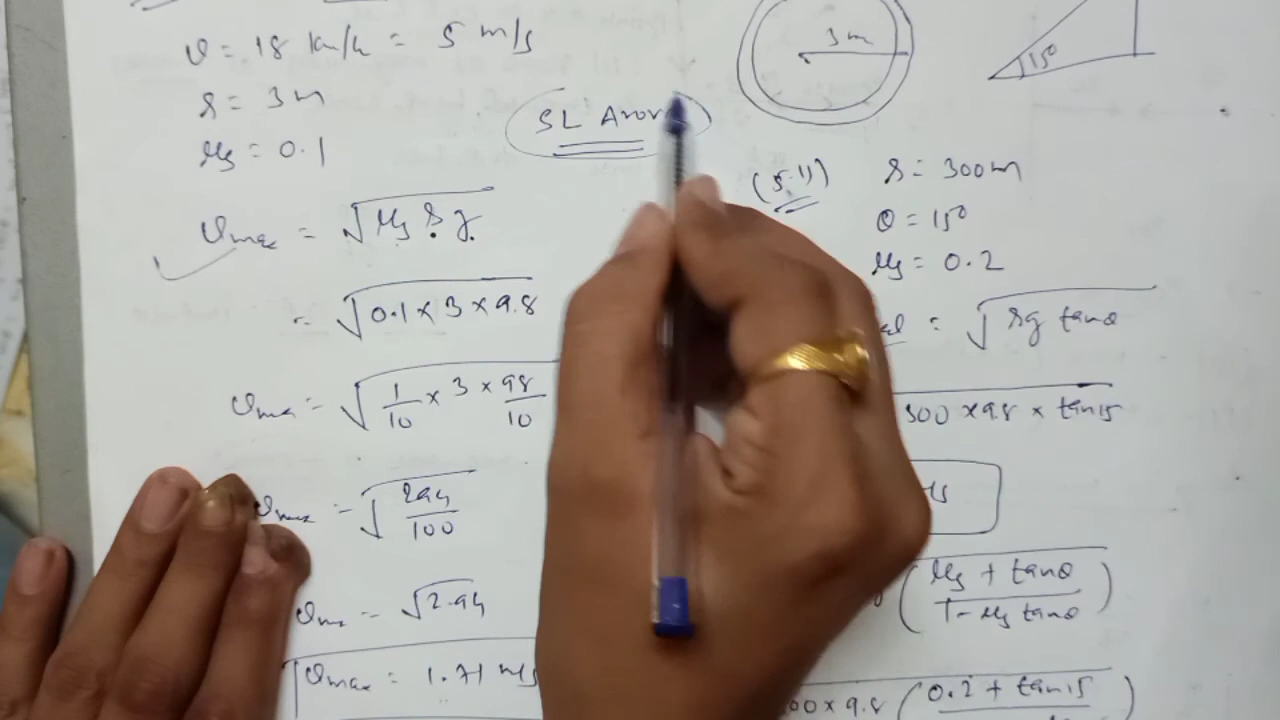 v = 18 km/h = 5 m/s
r = 3m
μs = 0.1
vmax = √μs r g
= √0.1 × 3 × 9.8
vmax = √1/10 × 3 × 98/10
vmax = √294/100
vmax = √2.94
vmax = 1.71 m/s
SL Arora
3m
15°
(5.11)
r = 300m
θ = 15°
μs = 0.2
= √rg tanθ
300 × 9.8 × tan15
(μs + tanθ / 1 - μs tanθ)
00 × 9.8 (0.2 + tan15